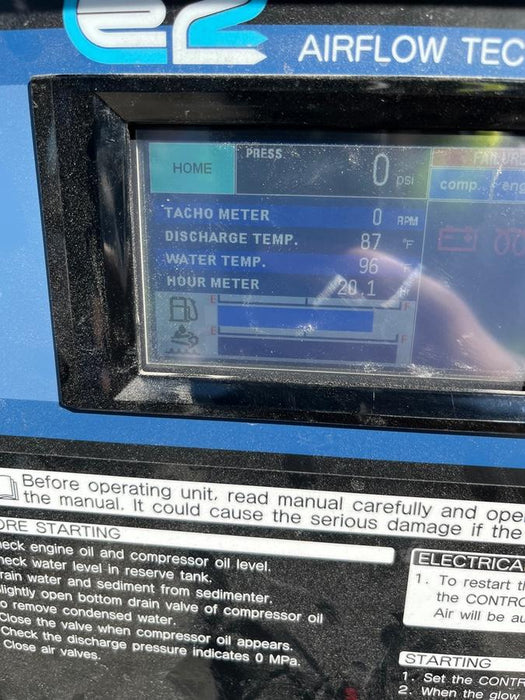 e2
AIRFLOW TEC
HOME
PRESS. 0 psi
FAILURE
comp. eng
TACHO METER 0 RPM
DISCHARGE TEMP. 87 °F
WATER TEMP. 96 °F
HOUR METER 20.1
E F
E F
Before operating unit, read manual carefully and ope
the manual. It could cause the serious damage if the
ORE STARTING
heck engine oil and compressor oil level.
heck water level in reserve tank.
rain water and sediment from sedimenter.
lightly open bottom drain valve of compressor oil
o remove condensed water.
Close the valve when compressor oil appears.
Check the discharge pressure indicates 0 MPa.
Close air valves.
ELECTRICA
1. To restart t
the CONTRO
Air will be au
STARTING
1. Set the CONTR
2. When the glow